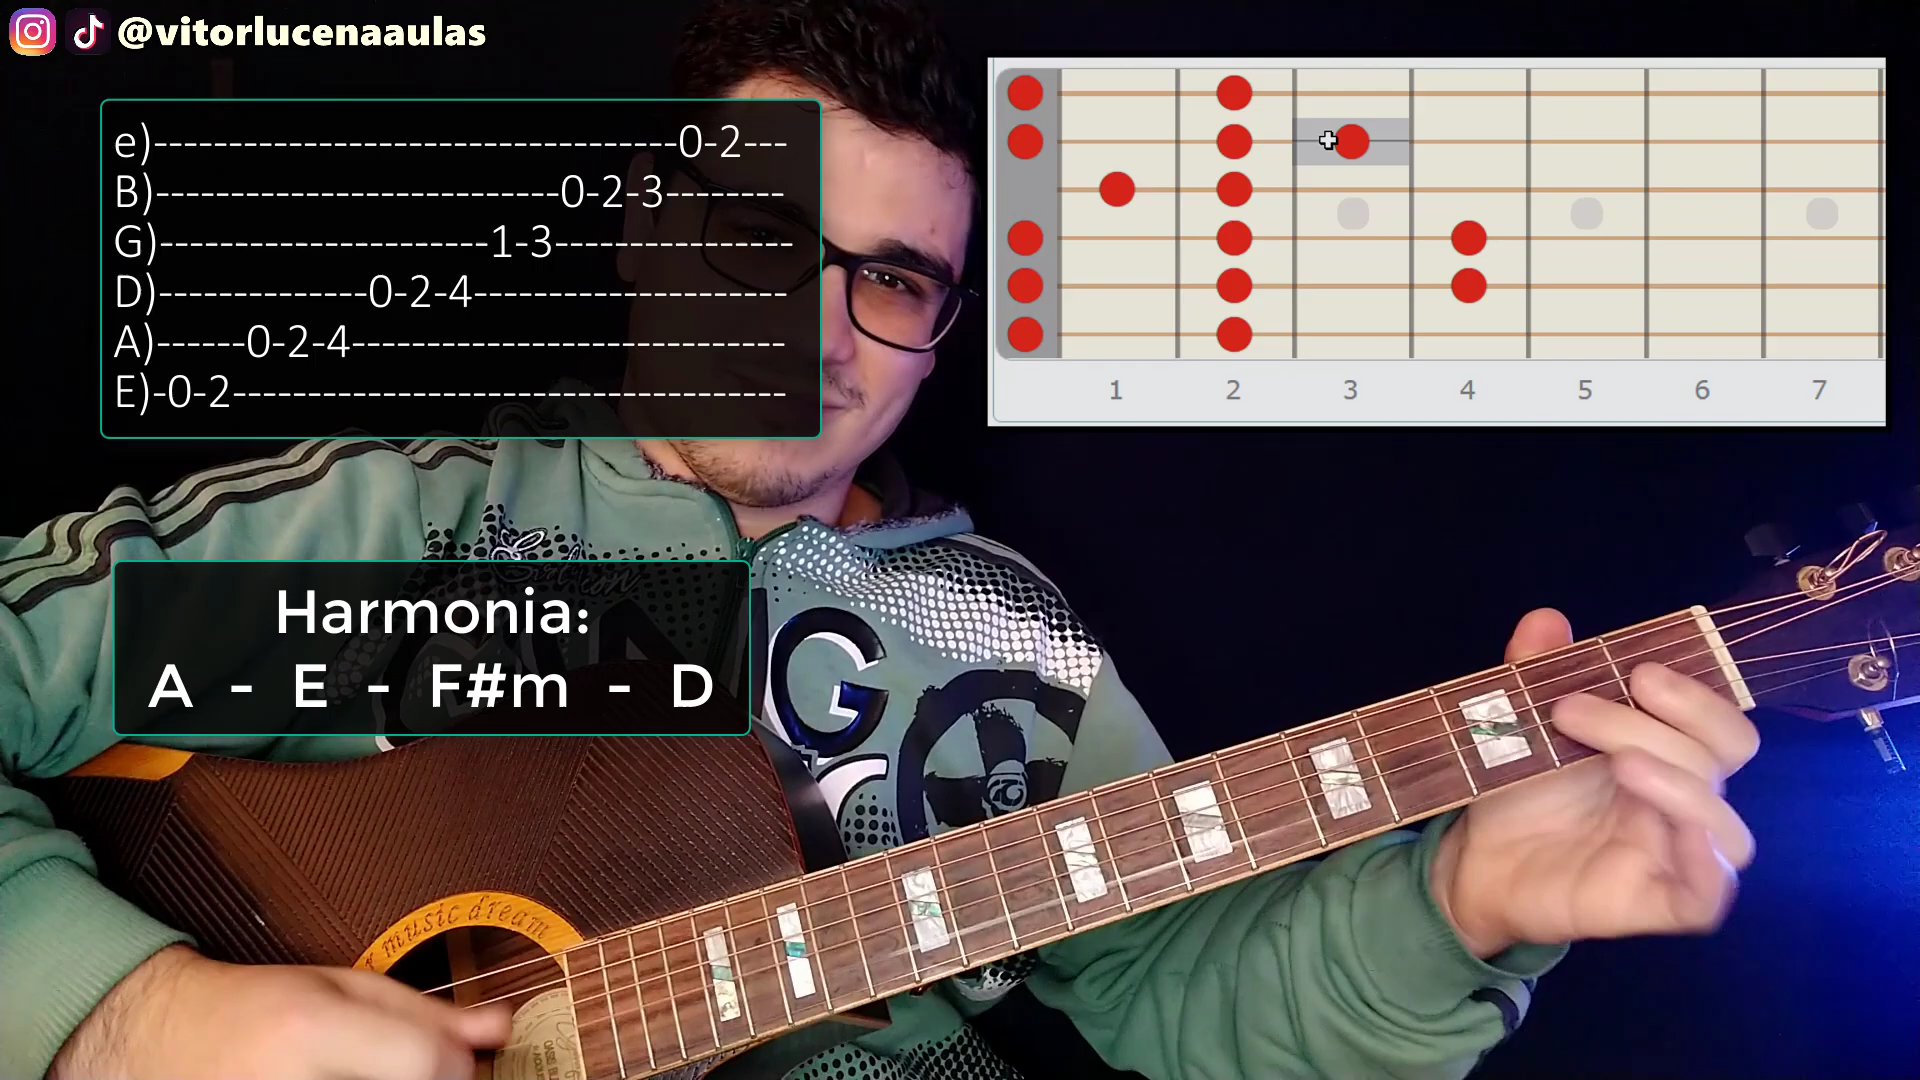 @vitorlucenaaulas
e)----------------------------------0-2---
B)--------------------------0-2-3--------
G)---------------------1-3----------------
D)--------------0-2-4---------------------
A)------0-2-4-----------------------------
E)-0-2------------------------------------
1 2 3 4 5 6 7
Harmonia:
A - E - F#m - D
music dream